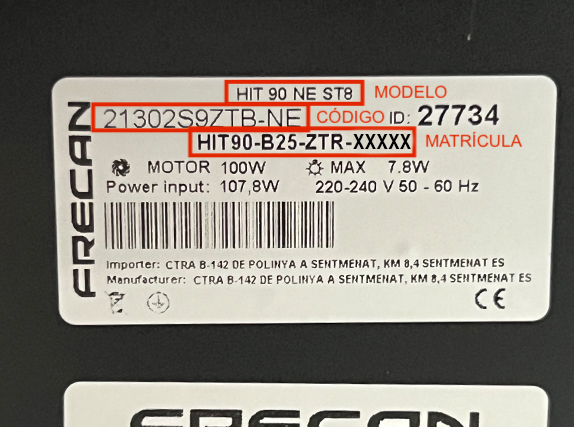 HIT 90 NE ST8 MODELO
21302S9ZTB-NE CÓDIGO ID: 27734
HIT90-B25-ZTR-XXXXX MATRÍCULA
MOTOR 100W MAX 7.8W
Power input: 107,8W 220-240 V 50 - 60 Hz
FRECAN
Importer: CTRA B-142 DE POLINYA A SENTMENAT, KM 8,4 SENTMENAT ES
Manufacturer: CTRA B-142 DE POLINYA A SENTMENAT, KM 8,4 SENTMENAT ES
CE
FRECAN